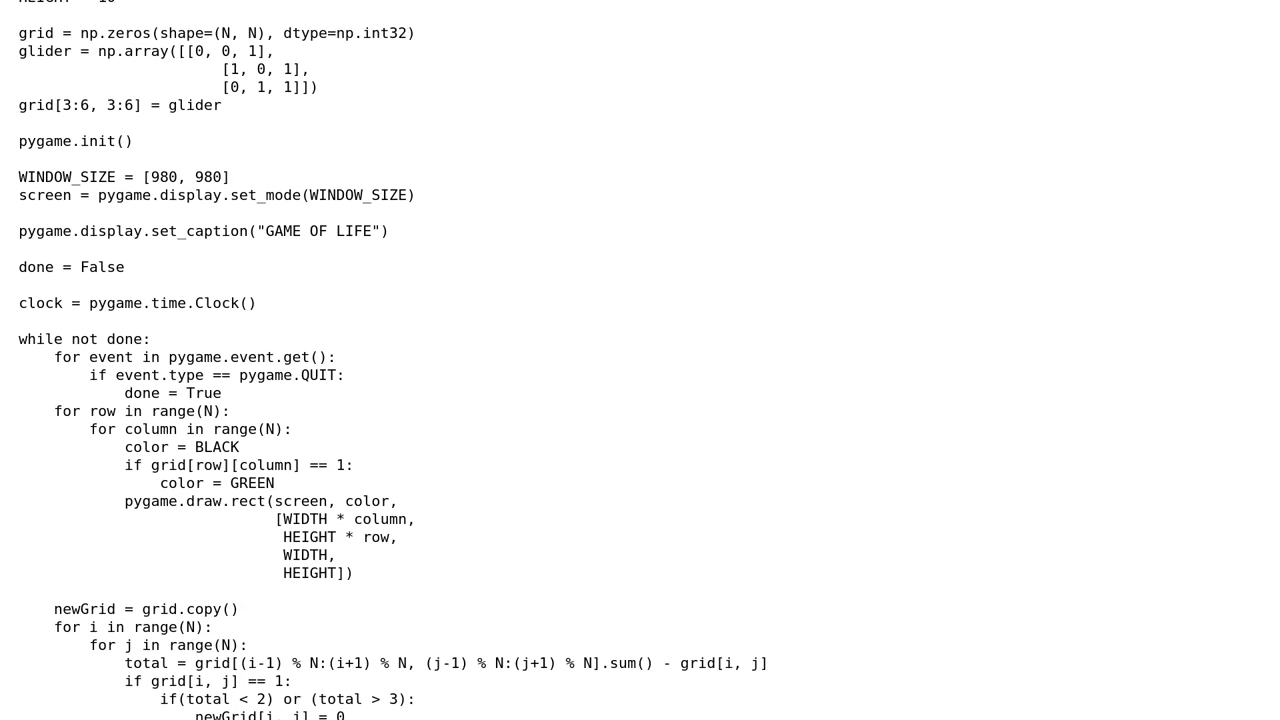 HEIGHT = 10
grid = np.zeros(shape=(N, N), dtype=np.int32)
glider = np.array([[0, 0, 1],
                       [1, 0, 1],
                       [0, 1, 1]])
grid[3:6, 3:6] = glider
pygame.init()
WINDOW_SIZE = [980, 980]
screen = pygame.display.set_mode(WINDOW_SIZE)
pygame.display.set_caption("GAME OF LIFE")
done = False
clock = pygame.time.Clock()
while not done:
    for event in pygame.event.get():
        if event.type == pygame.QUIT:
            done = True
    for row in range(N):
        for column in range(N):
            color = BLACK
            if grid[row][column] == 1:
                color = GREEN
            pygame.draw.rect(screen, color,
                             [WIDTH * column,
                              HEIGHT * row,
                              WIDTH,
                              HEIGHT])
    newGrid = grid.copy()
    for i in range(N):
        for j in range(N):
            total = grid[(i-1) % N:(i+1) % N, (j-1) % N:(j+1) % N].sum() - grid[i, j]
            if grid[i, j] == 1:
                if(total < 2) or (total > 3):
                    newGrid[i, j] = 0